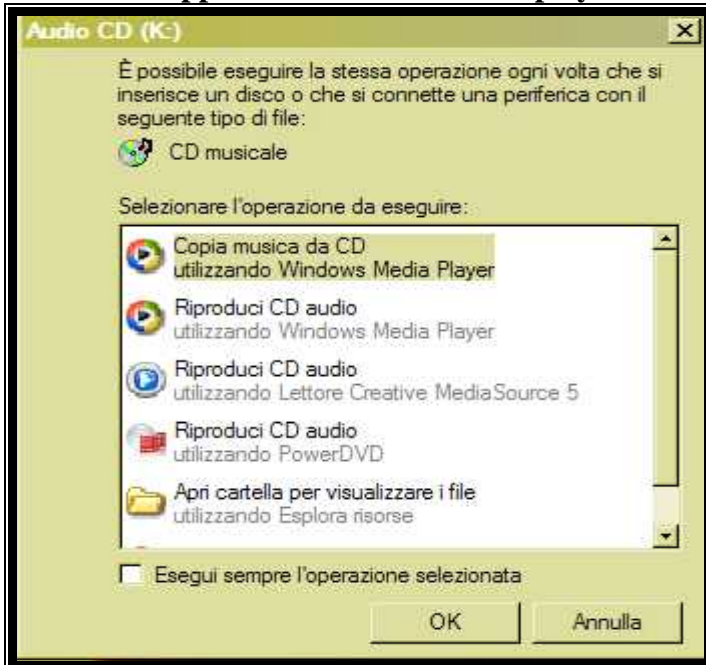 Audio CD (K:)
È possibile eseguire la stessa operazione ogni volta che si
inserisce un disco o che si connette una periferica con il
seguente tipo di file:
CD musicale
Selezionare l'operazione da eseguire:
Copia musica da CD
utilizzando Windows Media Player
Riproduci CD audio
utilizzando Windows Media Player
Riproduci CD audio
utilizzando Lettore Creative MediaSource 5
Riproduci CD audio
utilizzando PowerDVD
Apri cartella per visualizzare i file
utilizzando Esplora risorse
Esegui sempre l'operazione selezionata
OK
Annulla